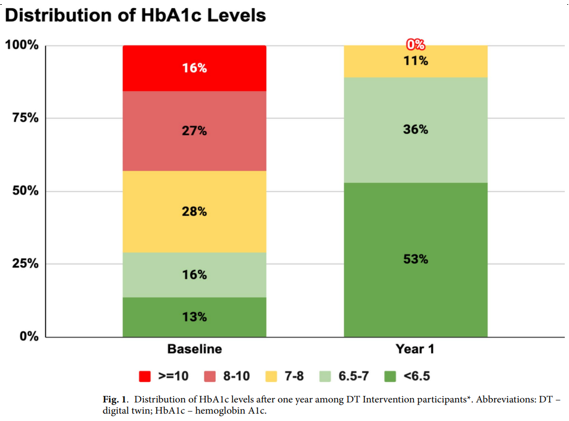 Distribution of HbA1c Levels
100%
75%
50%
25%
0%
16%
27%
28%
16%
13%
0%
11%
36%
53%
Baseline
Year 1
>=10 8-10 7-8 6.5-7 <6.5
Fig. 1. Distribution of HbA1c levels after one year among DT Intervention participants*. Abbreviations: DT –
digital twin; HbA1c – hemoglobin A1c.